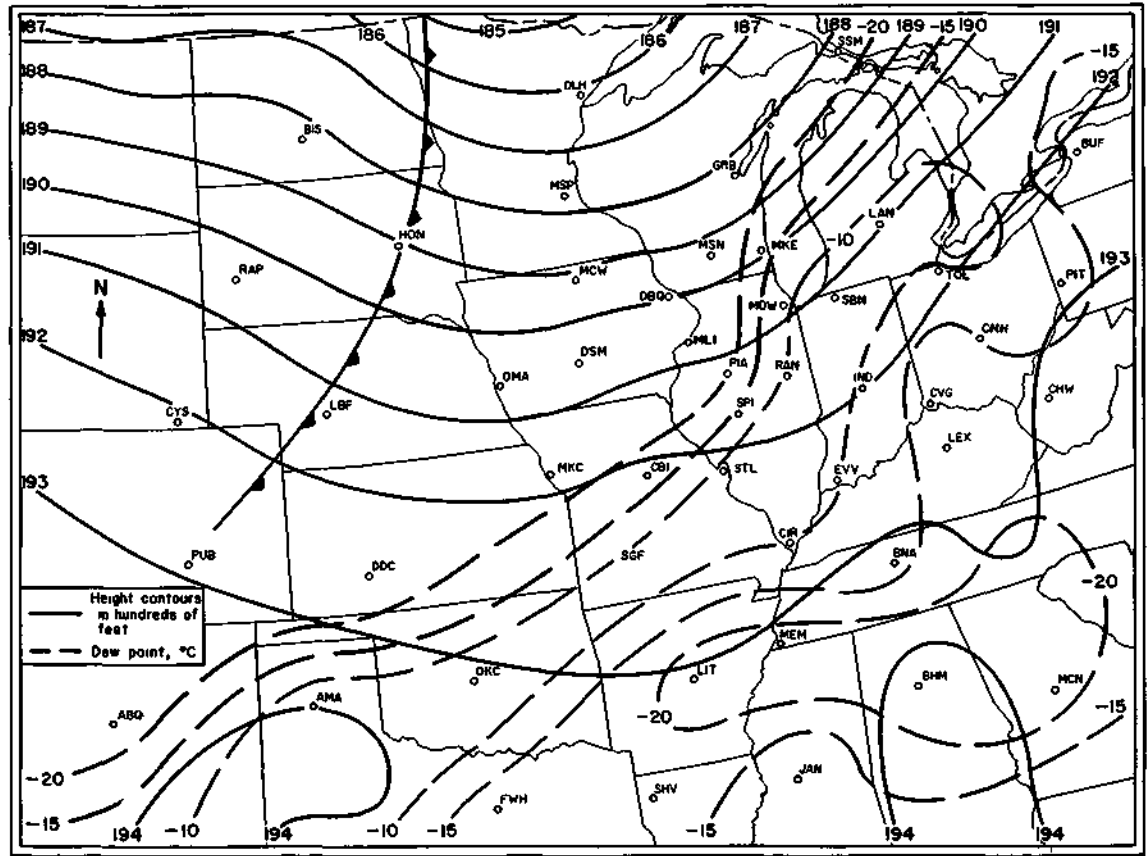 187
186
185
186
187
188
-20
189
-15
190
191
-15
192
SSM
188
DLH
BIS
BUF
489
MSP
GRB
190
LAN
HON
191
MSN
MKE
-10
193
RAP
MCW
TOL
PIT
N
DBQ
MDW
SBN
192
MLI
CMH
DSM
OMA
PIA
RAN
IND
CHW
CYS
LBF
SPI
CVG
LEX
193
MKC
CBI
STL
EVV
PUB
DDC
SGF
CIR
BNA
-20
Height contours
in hundreds of
feet
Dew point, °C
MEM
OKC
LIT
BHM
MCN
ABQ
AMA
-20
-15
-20
JAN
SHV
FWH
-15
194
-10
194
-10
-15
-15
194
194